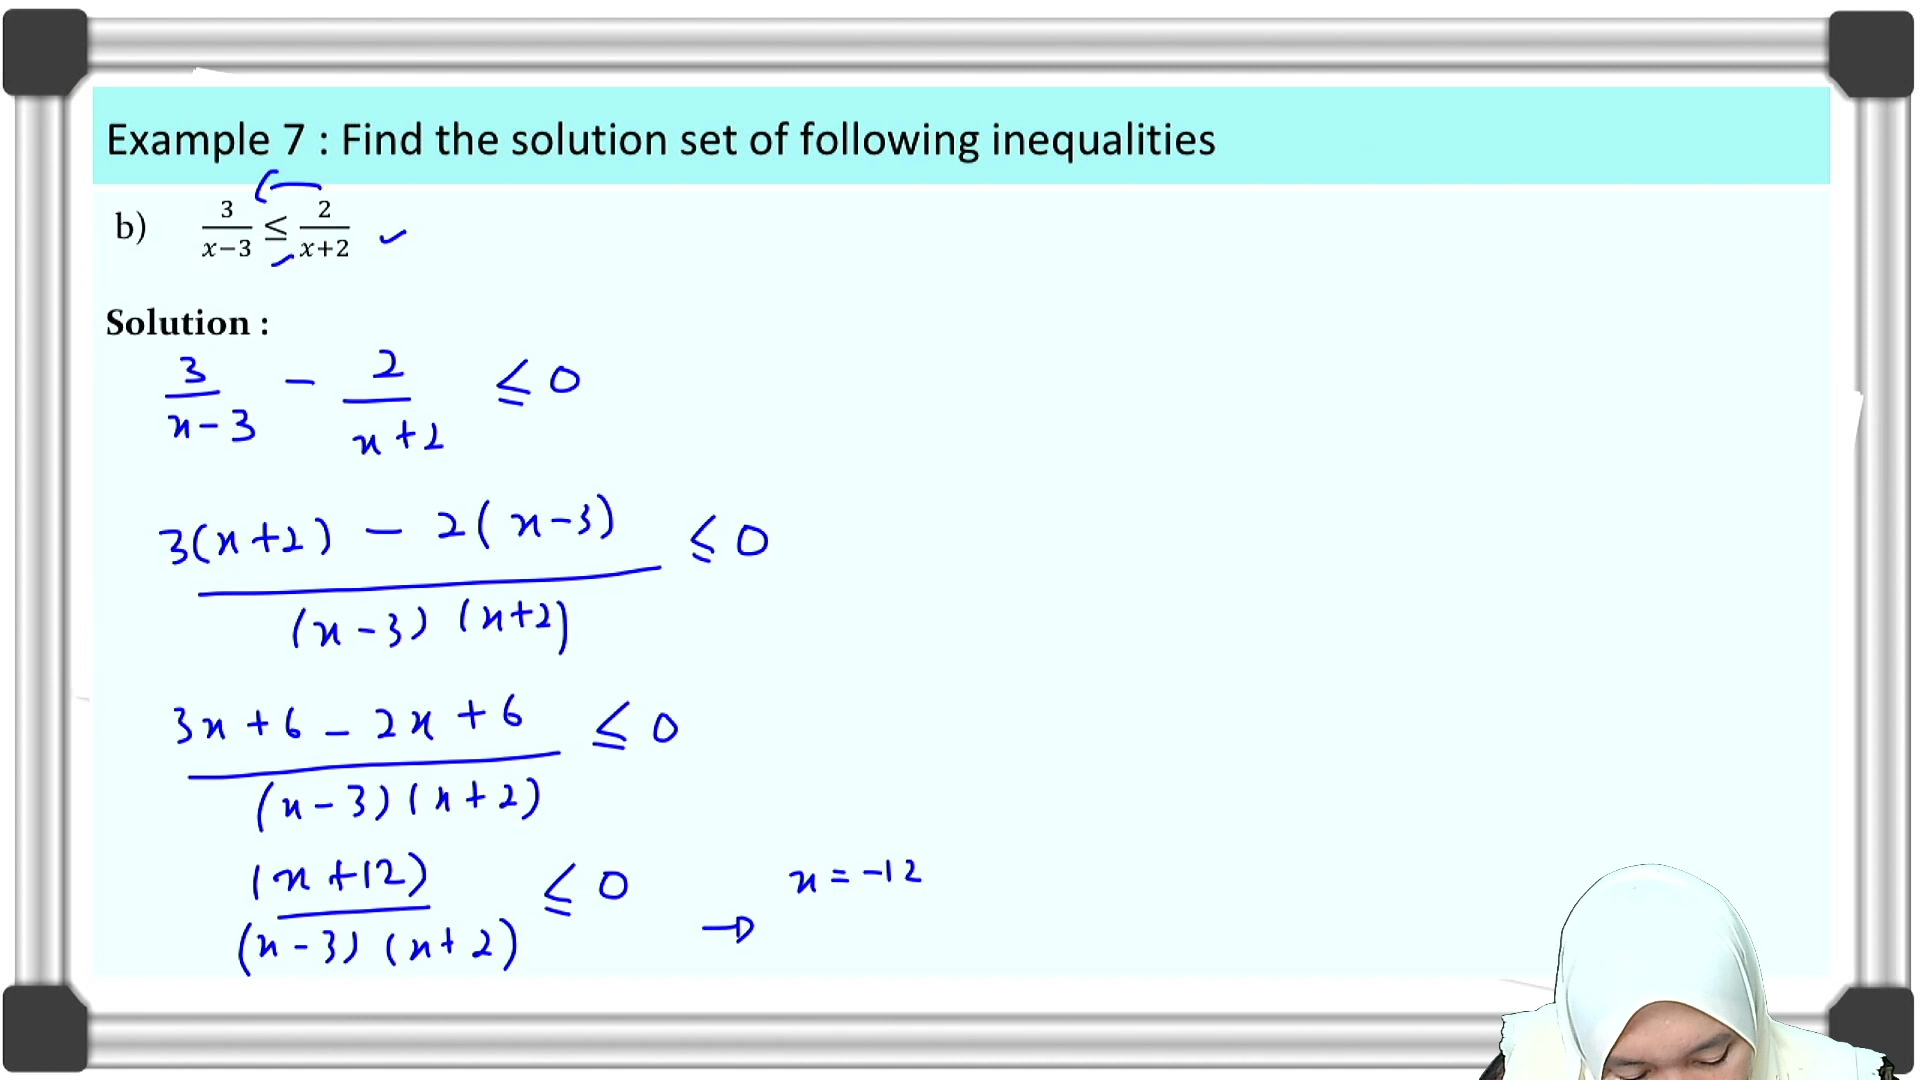 Example 7 : Find the solution set of following inequalities
b) 3/(x−3) ≤ 2/(x+2) ✓
Solution :
3/(x−3) − 2/(x+2) ≤ 0
(3(x+2) − 2(x−3))/((x−3)(x+2)) ≤ 0
(3x+6−2x+6)/((x−3)(x+2)) ≤ 0
(x+12)/((x−3)(x+2)) ≤ 0 → x = −12